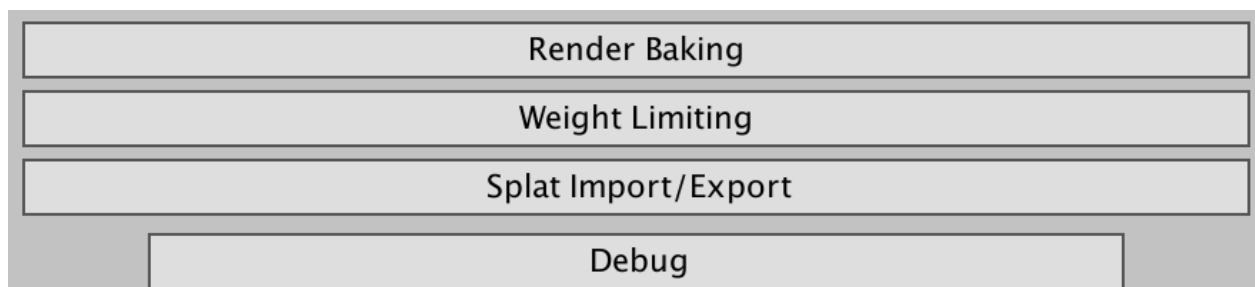 Render Baking
Weight Limiting
Splat Import/Export
Debug